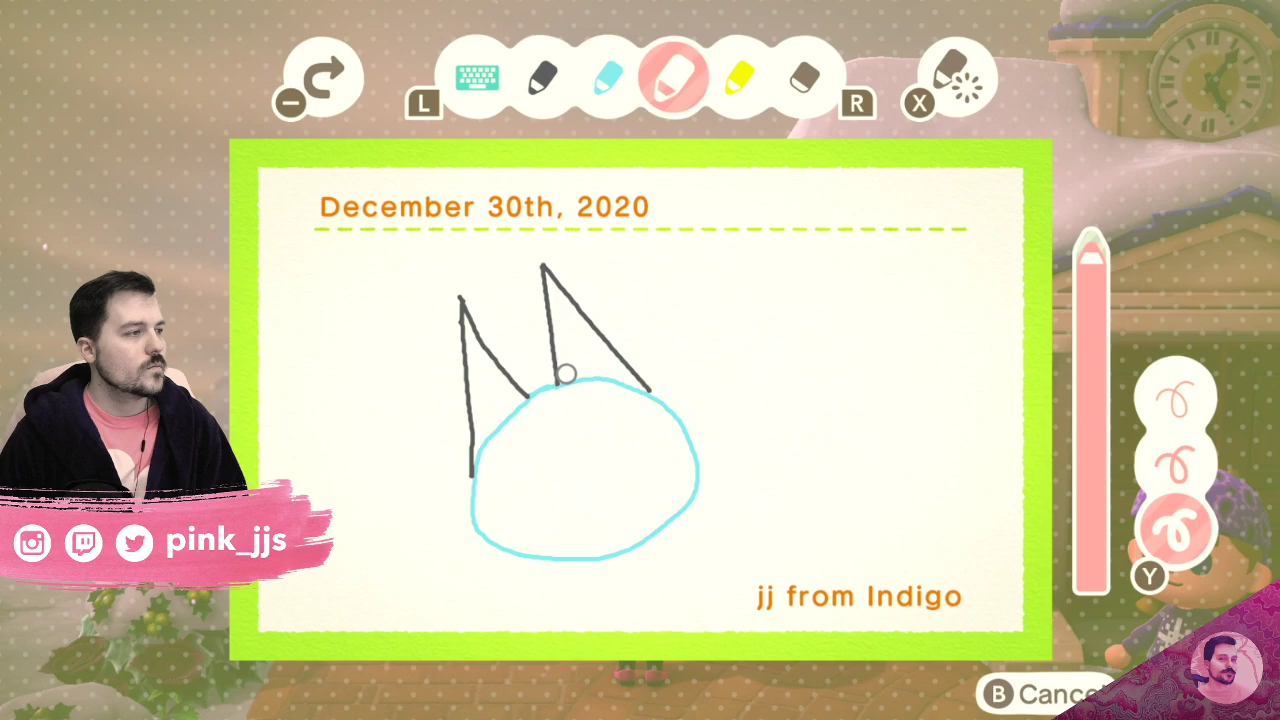 L
R
X
December 30th, 2020
pink_jjs
Y
jj from Indigo
B Cance